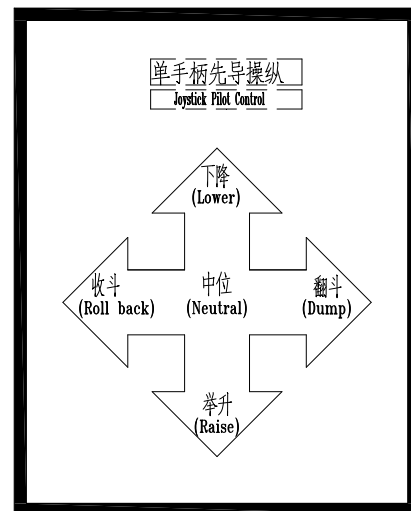 单手柄先导操纵
Joystick Pilot Control
下降
(Lower)
收斗
(Roll back)
中位
(Neutral)
翻斗
(Dump)
举升
(Raise)